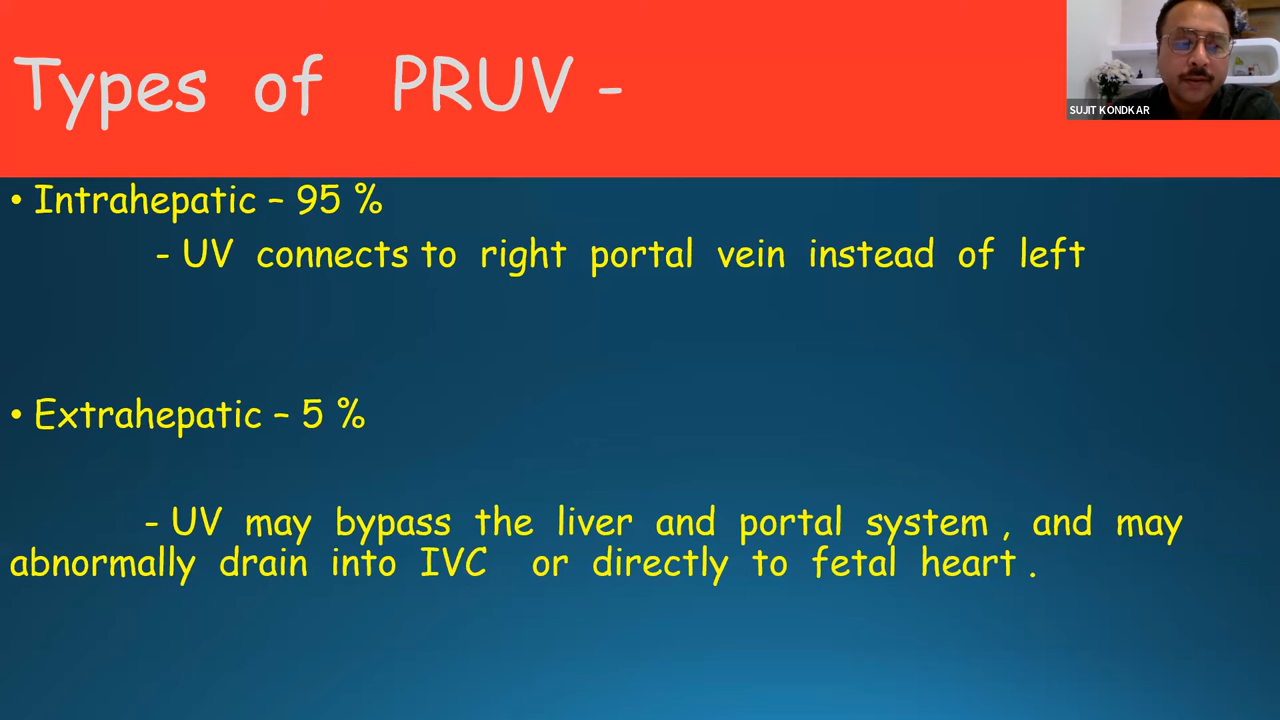 Types of PRUV -
SUJIT KONDKAR
• Intrahepatic – 95 %
- UV connects to right portal vein instead of left
• Extrahepatic – 5 %
- UV may bypass the liver and portal system , and may
abnormally drain into IVC or directly to fetal heart .